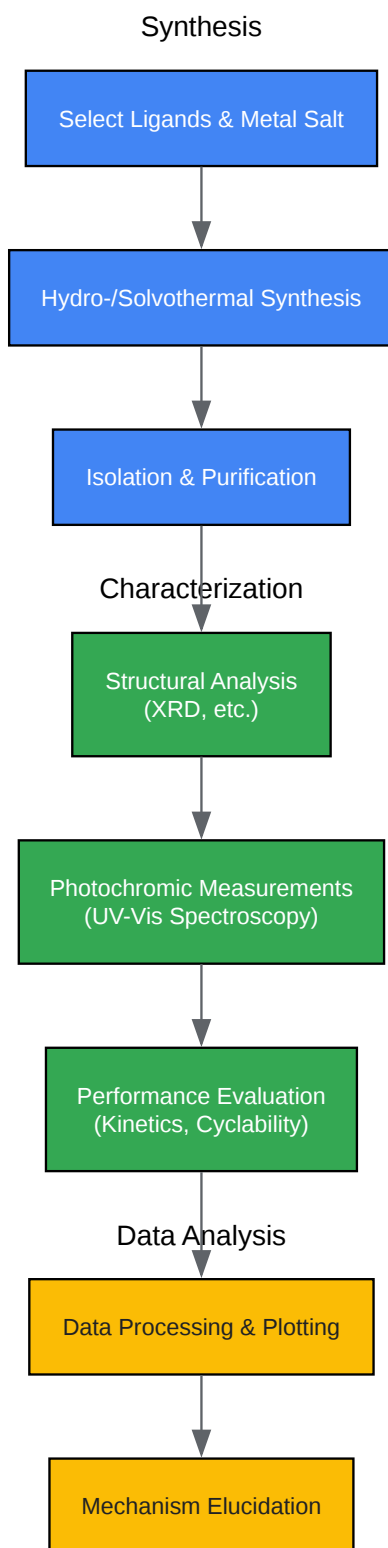 Synthesis
Select Ligands & Metal Salt
Hydro-/Solvothermal Synthesis
Isolation & Purification
Characterization
Structural Analysis
(XRD, etc.)
Photochromic Measurements
(UV-Vis Spectroscopy)
Performance Evaluation
(Kinetics, Cyclability)
Data Analysis
Data Processing & Plotting
Mechanism Elucidation